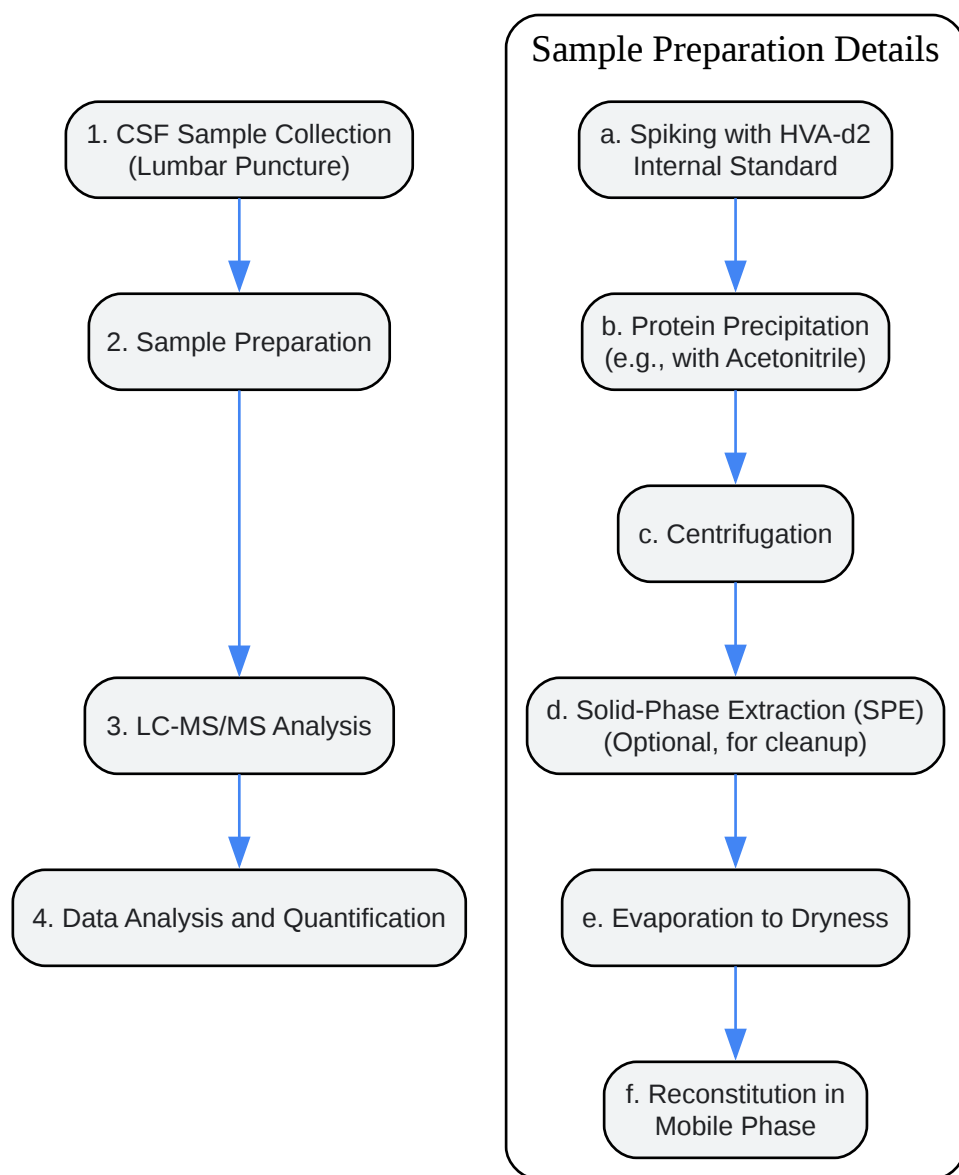 1. CSF Sample Collection
(Lumbar Puncture)
2. Sample Preparation
3. LC-MS/MS Analysis
4. Data Analysis and Quantification
Sample Preparation Details
a. Spiking with HVA-d2
Internal Standard
b. Protein Precipitation
(e.g., with Acetonitrile)
c. Centrifugation
d. Solid-Phase Extraction (SPE)
(Optional, for cleanup)
e. Evaporation to Dryness
f. Reconstitution in
Mobile Phase